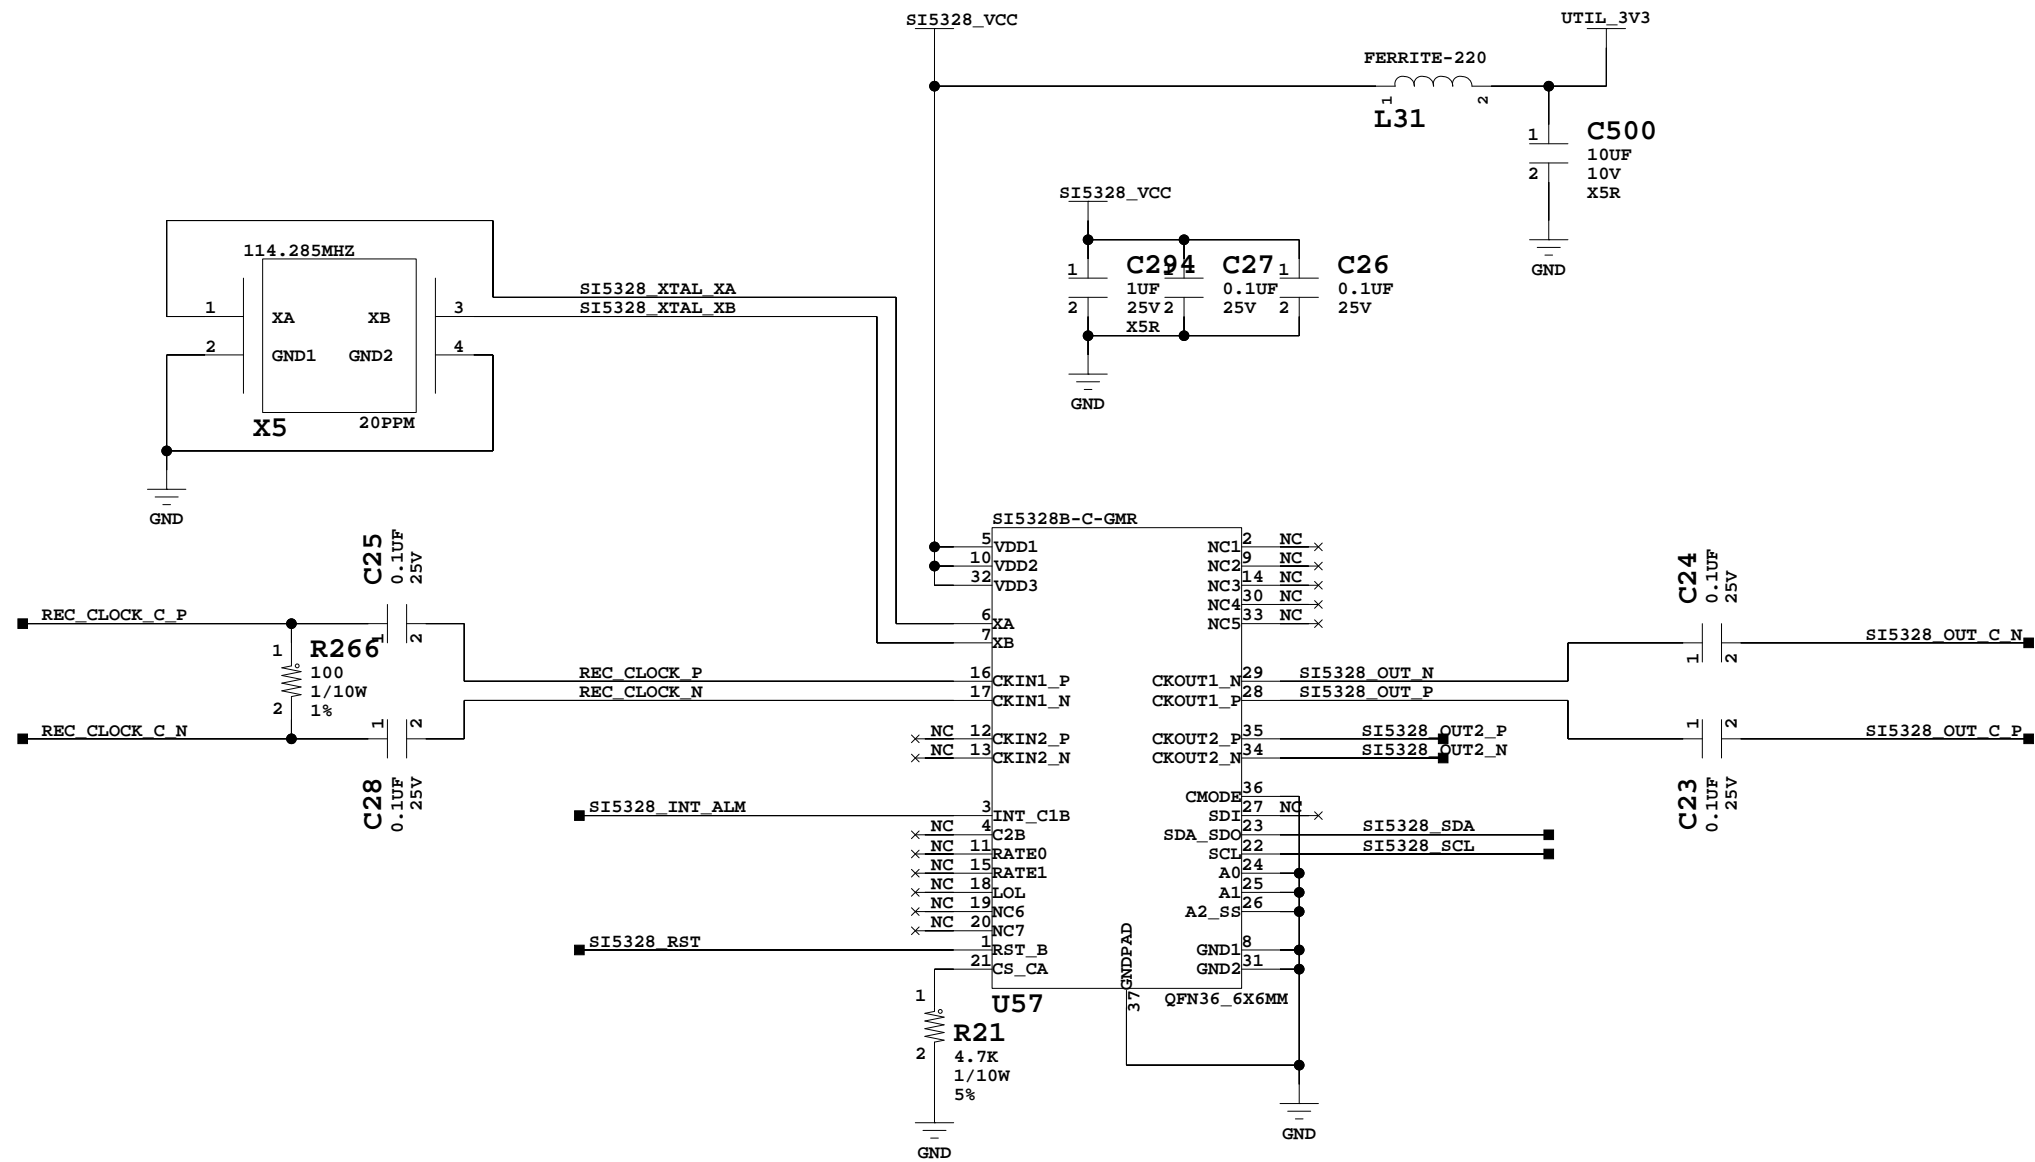 SI5328_VCC
UTIL_3V3
FERRITE-220
1
2
L31
1
C500
10UF
2
10V
X5R
GND
SI5328_VCC
1
C294
1UF
2
25V
X5R
1
C27
0.1UF
2
25V
1
C26
0.1UF
2
25V
GND
114.285MHZ
1
XA
XB
3
2
GND1
GND2
4
X5
20PPM
GND
SI5328_XTAL_XA
SI5328_XTAL_XB
C25
0.1UF
25V
1
2
REC_CLOCK_C_P
1
R266
100
1/10W
2
1%
REC_CLOCK_C_N
1
2
C28
0.1UF
25V
REC_CLOCK_P
REC_CLOCK_N
SI5328_INT_ALM
SI5328_RST
SI5328B-C-GMR
5 VDD1
10 VDD2
32 VDD3
6 XA
7 XB
16 CKIN1_P
17 CKIN1_N
NC 12 CKIN2_P
NC 13 CKIN2_N
3 INT_C1B
NC 4 C2B
NC 11 RATE0
NC 15 RATE1
NC 18 LOL
NC 19 NC6
NC 20 NC7
1 RST_B
21 CS_CA
NC1 2 NC
NC2 9 NC
NC3 14 NC
NC4 30 NC
NC5 33 NC
CKOUT1_N 29 SI5328_OUT_N
CKOUT1_P 28 SI5328_OUT_P
CKOUT2_P 35 SI5328_OUT2_P
CKOUT2_N 34 SI5328_OUT2_N
CMODE 36
SDI 27 NC
SDA_SDO 23 SI5328_SDA
SCL 22 SI5328_SCL
A0 24
A1 25
A2_SS 26
GND1 8
GND2 31
GNDPAD
37
U57
QFN36_6X6MM
1
R21
2
4.7K
1/10W
5%
GND
GND
C24
0.1UF
25V
1
2
SI5328_OUT_C_N
1
2
SI5328_OUT_C_P
C23
0.1UF
25V